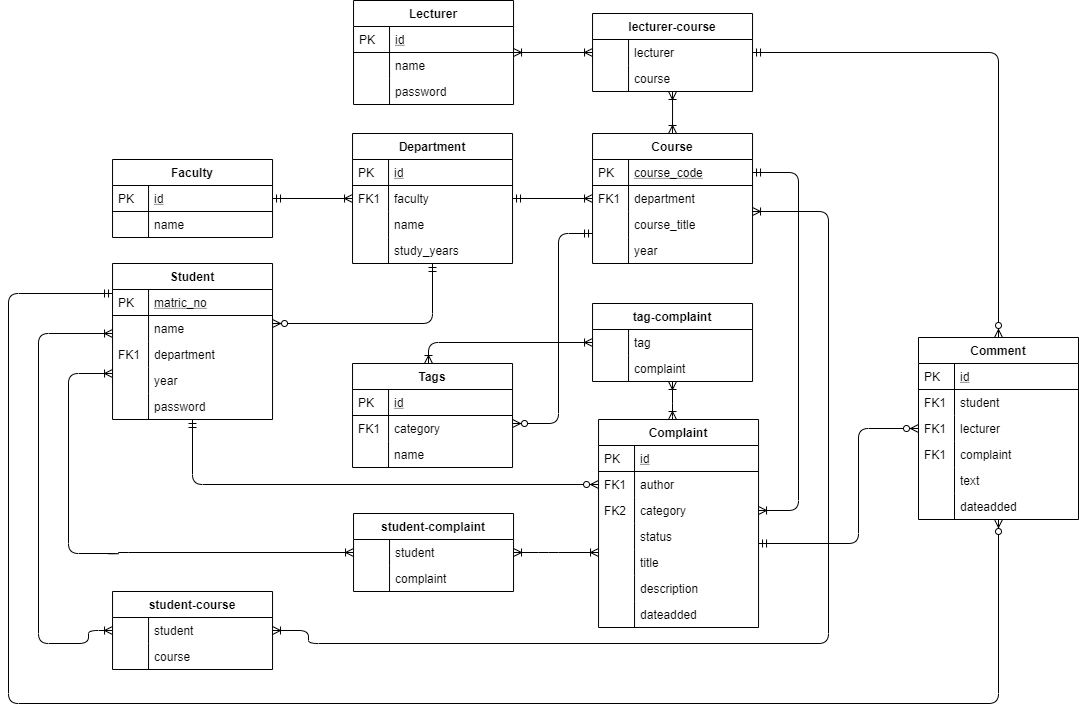 Lecturer
PK id
name
password
lecturer-course
lecturer
course
Faculty
PK id
name
Department
PK id
FK1 faculty
name
study_years
Course
PK course_code
FK1 department
course_title
year
Student
PK matric_no
name
FK1 department
year
password
Tags
PK id
FK1 category
name
tag-complaint
tag
complaint
Comment
PK id
FK1 student
FK1 lecturer
FK1 complaint
text
dateadded
Complaint
PK id
FK1 author
FK2 category
status
title
description
dateadded
student-complaint
student
complaint
student-course
student
course